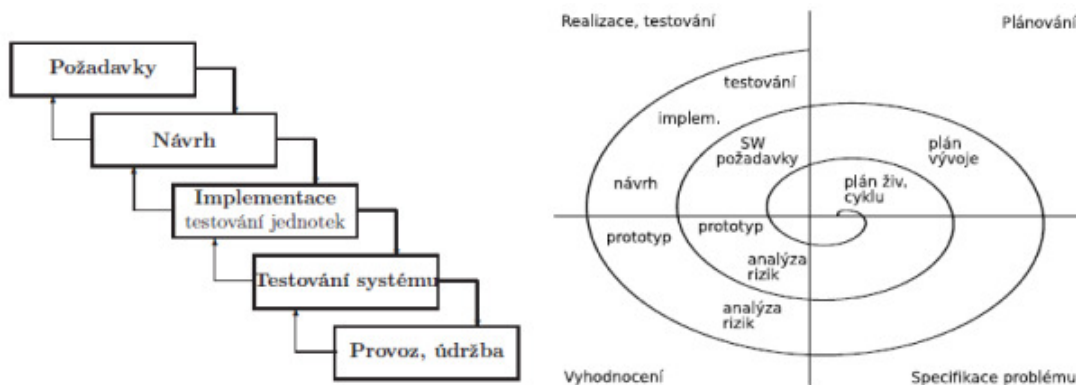 Požadavky
Návrh
Implementace
testování jednotek
Testování systému
Provoz, údržba
Realizace, testování
Plánování
testování
implem.
SW
požadavky
plán
vývoje
návrh
plán živ.
cyklu
prototyp
prototyp
analýza
rizik
analýza
rizik
Vyhodnocení
Specifikace problému